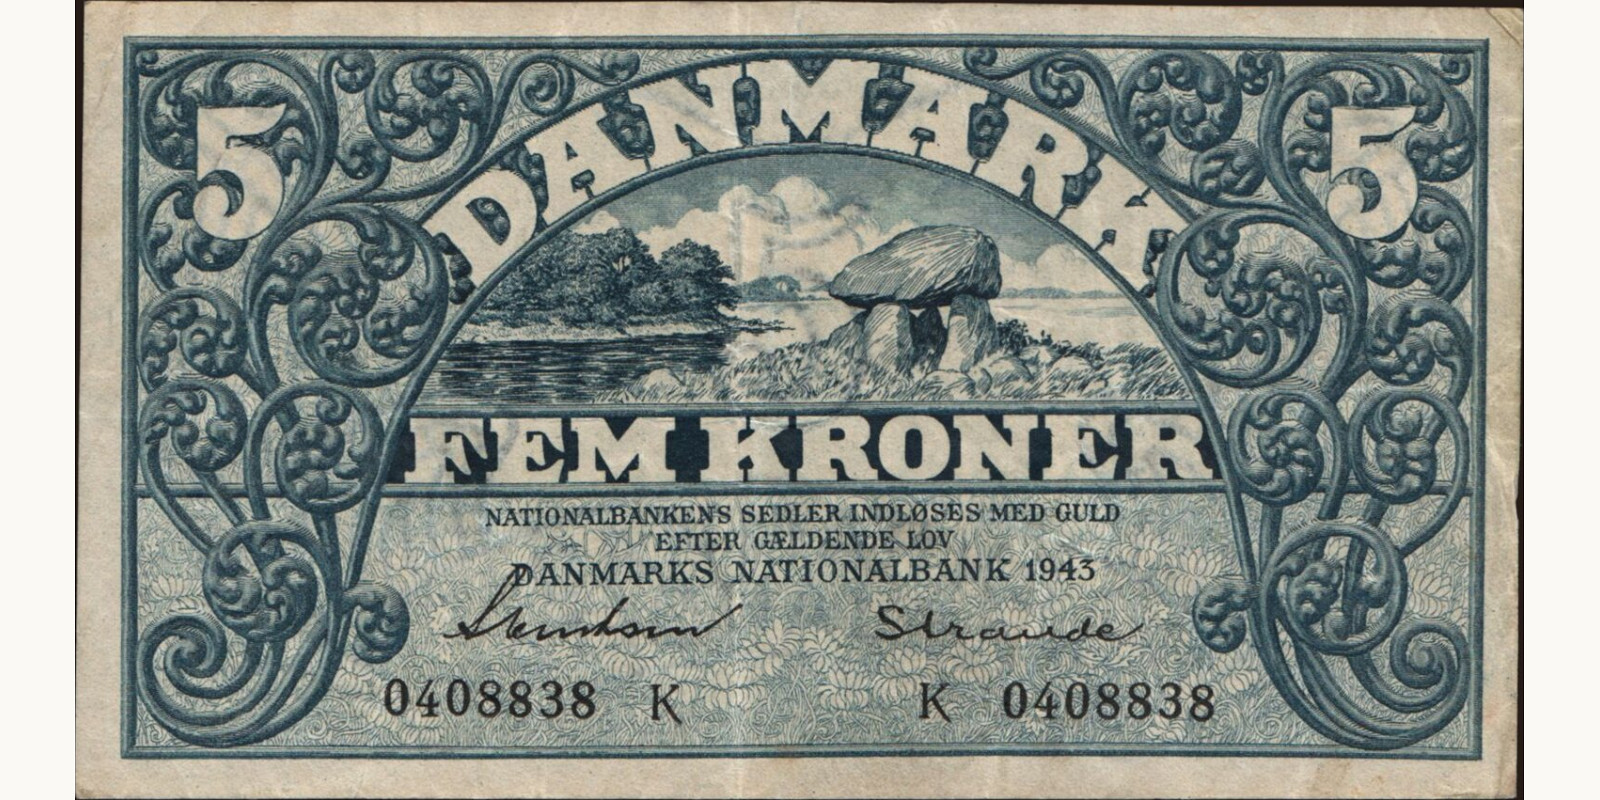 5 5
DANMARK
FEM KRONER
NATIONALBANKENS SEDLER INDLØSES MED GULD
EFTER GÆLDENDE LOV
DANMARKS NATIONALBANK 1943
Svendsen Strande
0408838 K K 0408838